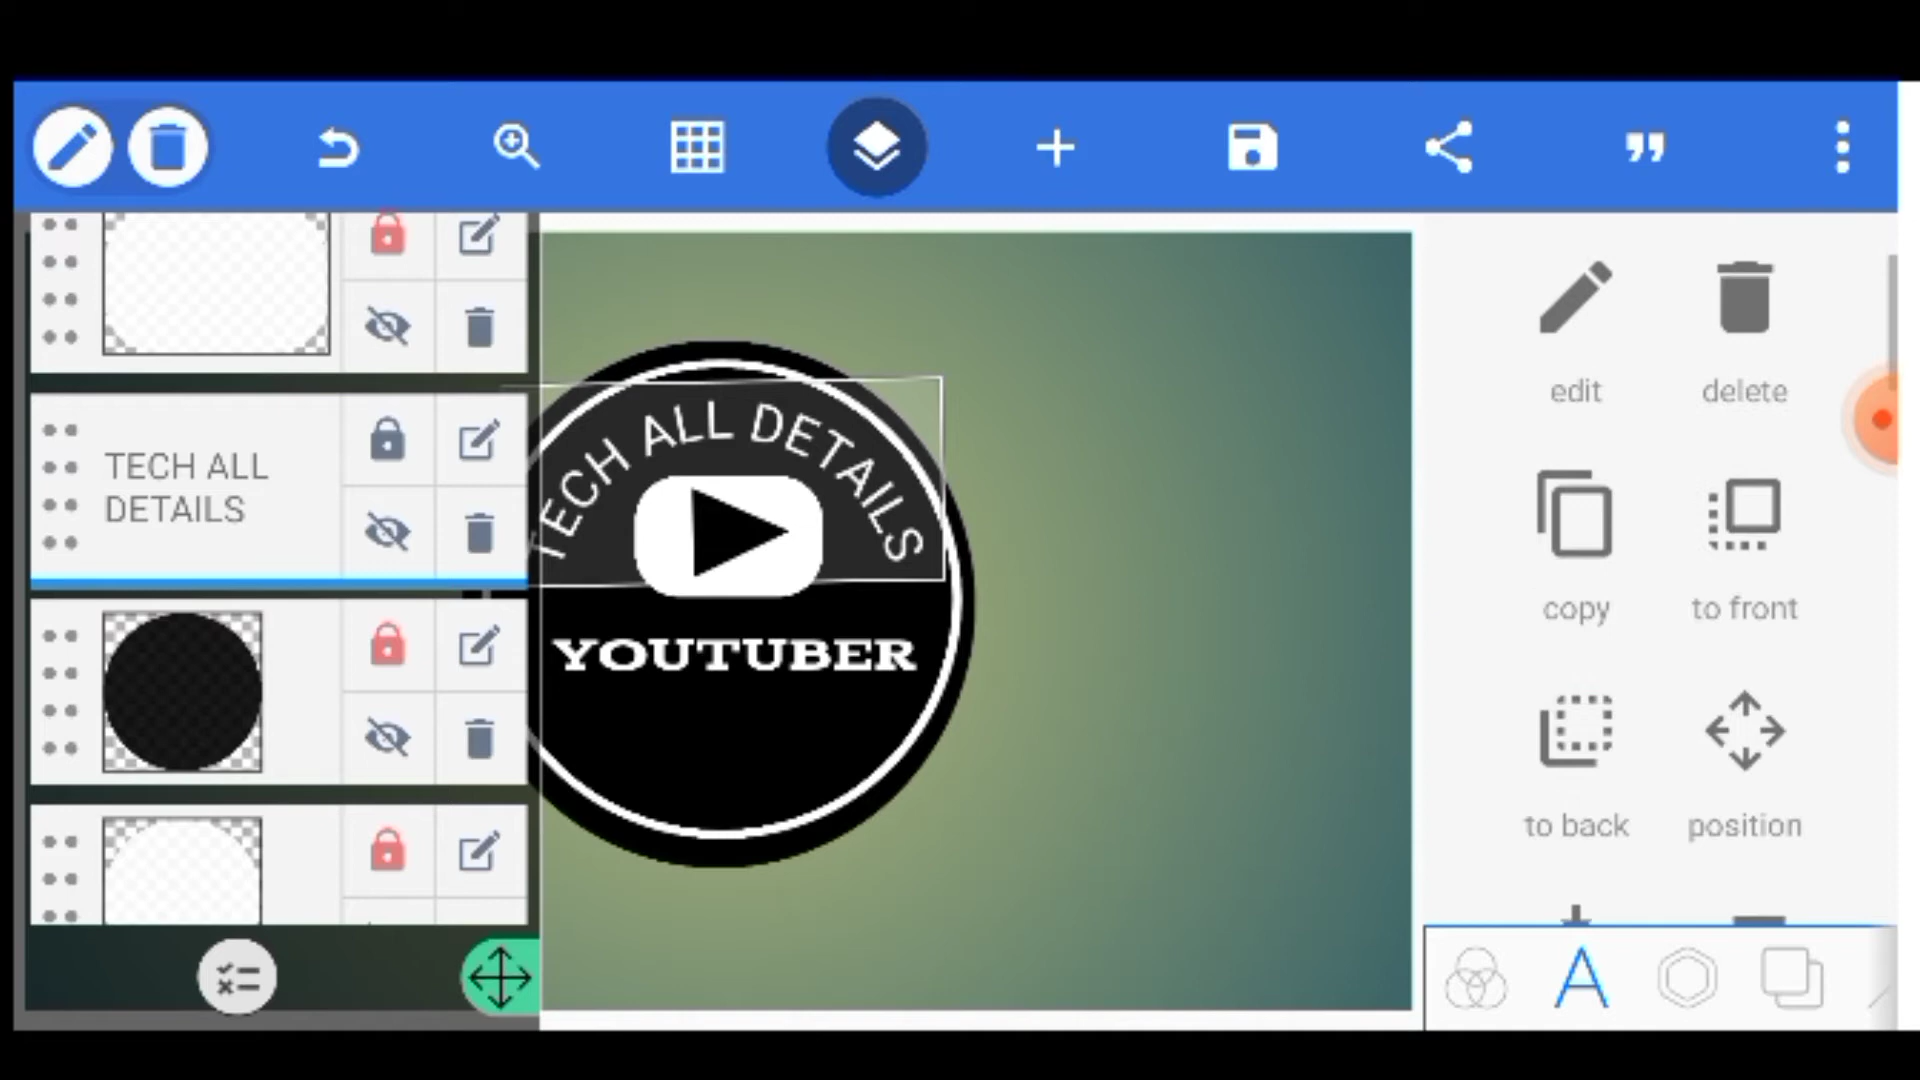 TECH ALL
DETAILS
TECH ALL DETAILS
YOUTUBER
edit
delete
copy
to front
to back
position
A